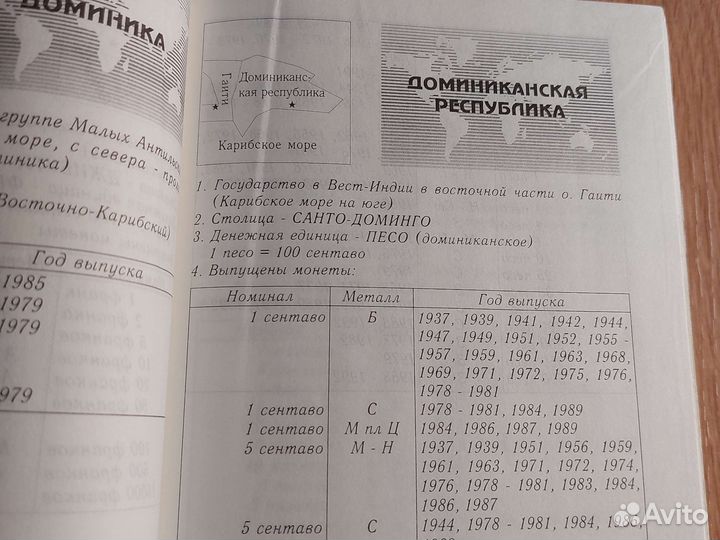 ДОМИНИКА
группе Малых Антильс
море, с севера - про
иника)
Восточно-Карибский)
Год выпуска
1985
1979
1979
1979
Гаити
Доминиканс-
кая республика
Карибское море
ДОМИНИКАНСКАЯ
РЕСПУБЛИКА
1. Государство в Вест-Индии в восточной части о. Гаити
(Карибское море на юге)
2. Столица - САНТО-ДОМИНГО
3. Денежная единица - ПЕСО (доминиканское)
1 песо = 100 сентаво
4. Выпущены монеты:
Номинал Металл Год выпуска
1 сентаво Б 1937, 1939, 1941, 1942, 1944,
1947, 1949, 1951, 1952, 1955 -
1957, 1959, 1961, 1963, 1968,
1969, 1971, 1972, 1975, 1976,
1978 - 1981
1 сентаво С 1978 - 1981, 1984, 1989
1 сентаво М пл Ц 1984, 1986, 1987, 1989
5 сентаво М - Н 1937, 1939, 1951, 1956, 1959,
1961, 1963, 1971, 1972, 1974,
1976, 1978 - 1981, 1983, 1984,
1986, 1987
5 сентаво С 1944, 1978 - 1981, 1984, 1985,
Avito